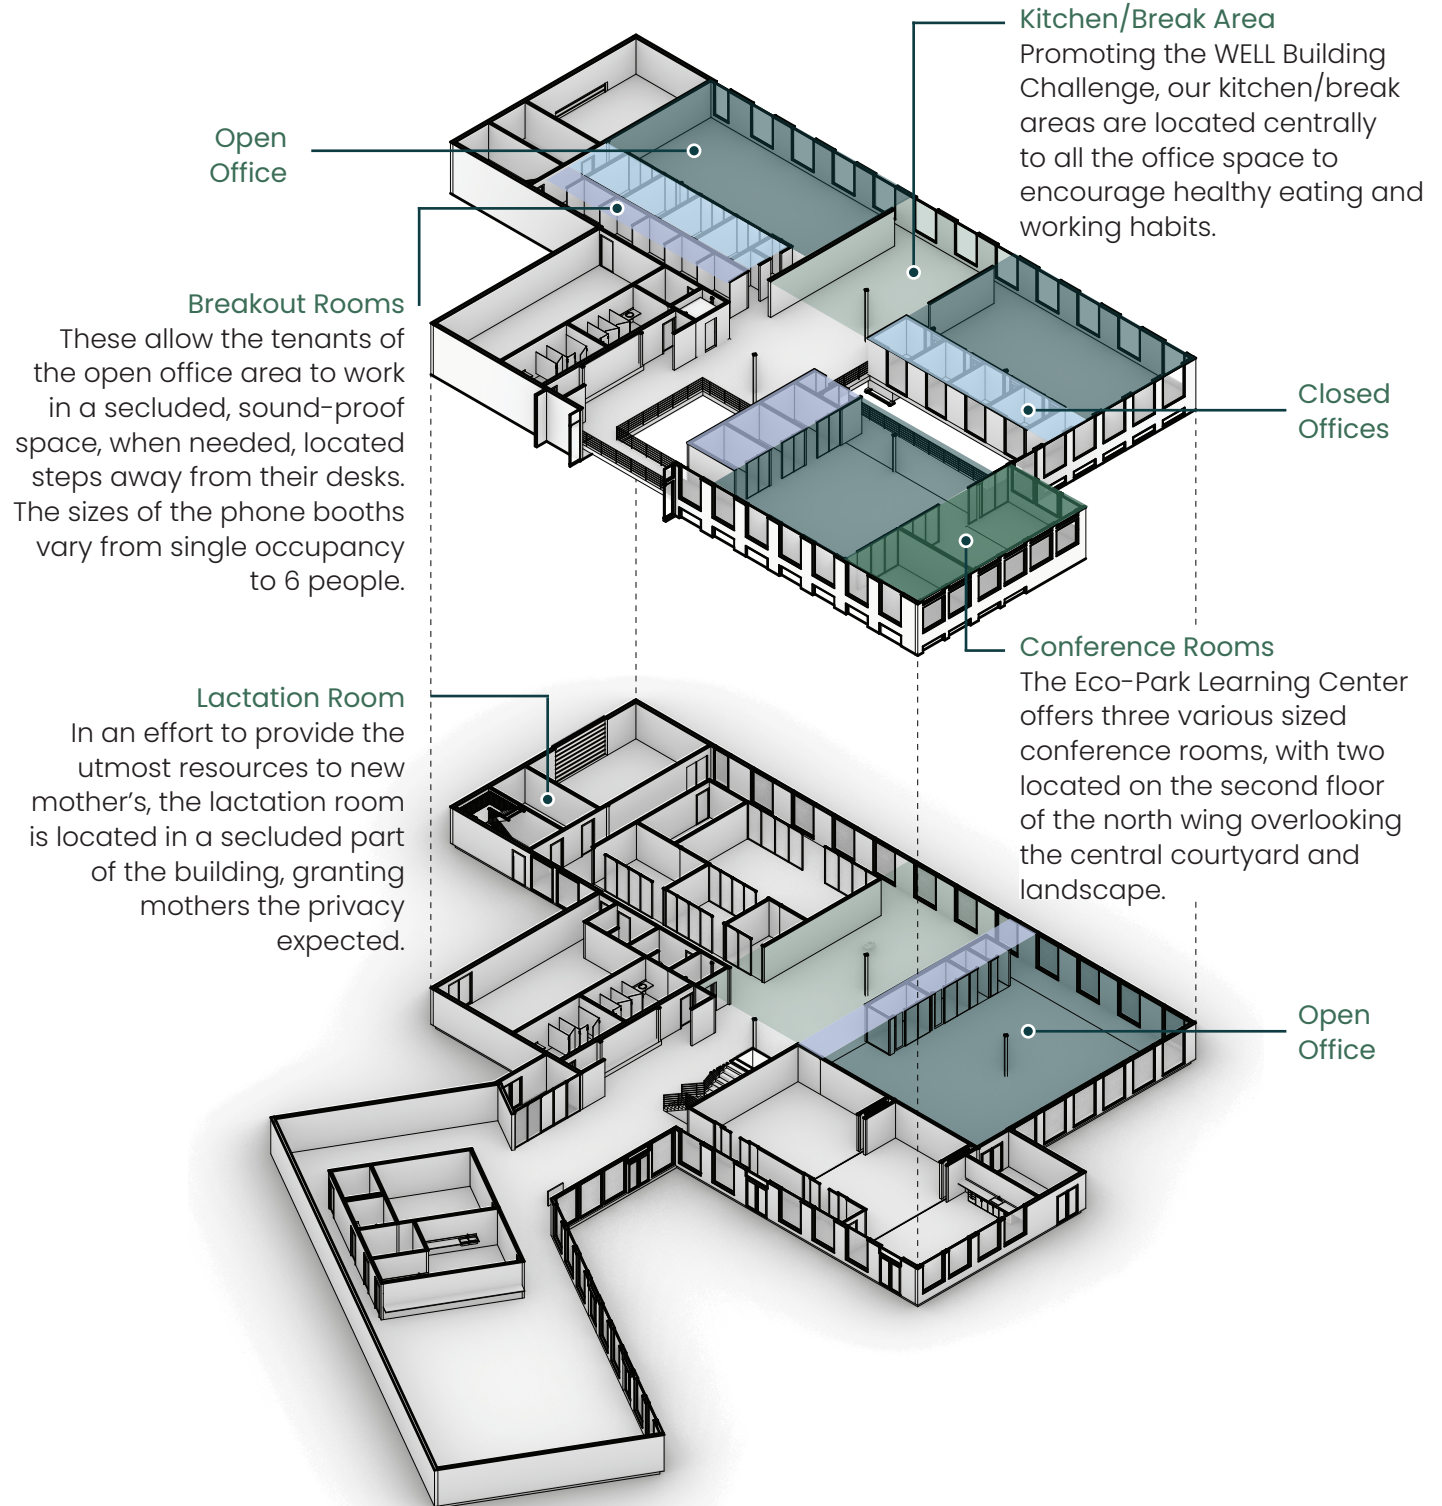 Kitchen/Break Area
Promoting the WELL Building
Challenge, our kitchen/break
areas are located centrally
to all the office space to
encourage healthy eating and
working habits.
Open
Office
Breakout Rooms
These allow the tenants of
the open office area to work
in a secluded, sound-proof
space, when needed, located
steps away from their desks.
The sizes of the phone booths
vary from single occupancy
to 6 people.
Closed
Offices
Conference Rooms
The Eco-Park Learning Center
offers three various sized
conference rooms, with two
located on the second floor
of the north wing overlooking
the central courtyard and
landscape.
Lactation Room
In an effort to provide the
utmost resources to new
mother's, the lactation room
is located in a secluded part
of the building, granting
mothers the privacy
expected.
Open
Office